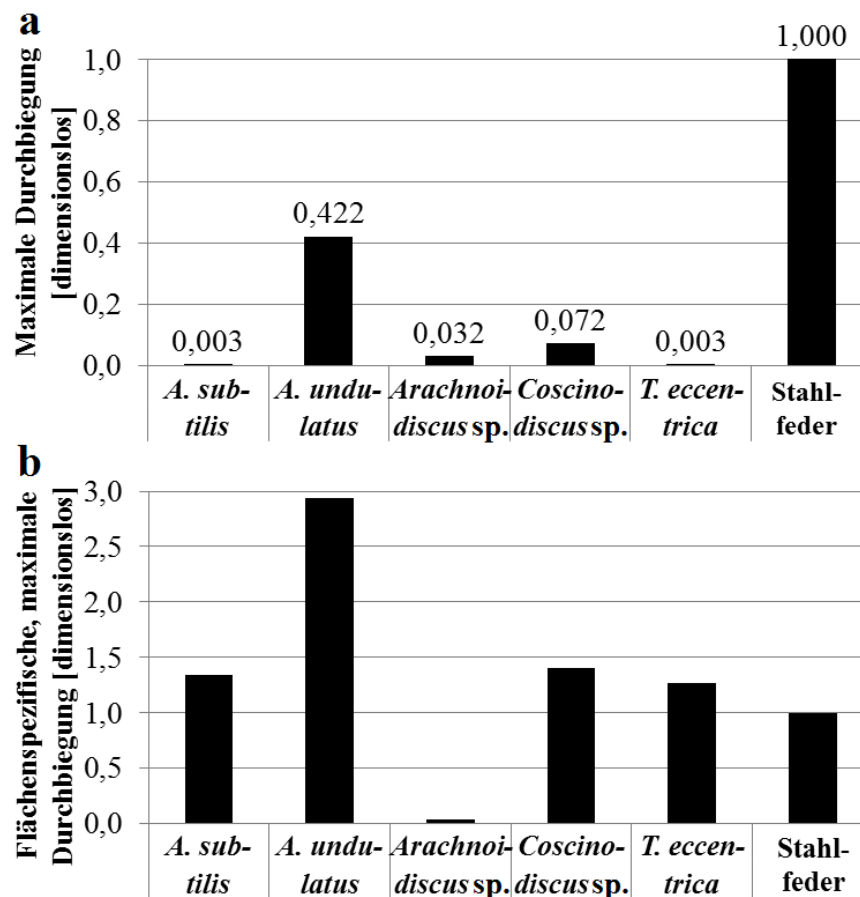 a
Maximale Durchbiegung
[dimensionslos]
1,0
0,8
0,6
0,4
0,2
0,0
0,003
0,422
0,032
0,072
0,003
1,000
A. sub- A. undu- Arachnoi- Coscino- T. eccen- Stahl-
tilis latus discus sp. discus sp. trica feder
b
Flächenspezifische, maximale
Durchbiegung [dimensionslos]
3,0
2,5
2,0
1,5
1,0
0,5
0,0
A. sub- A. undu- Arachnoi- Coscino- T. eccen- Stahl-
tilis latus discus sp. discus sp. trica feder